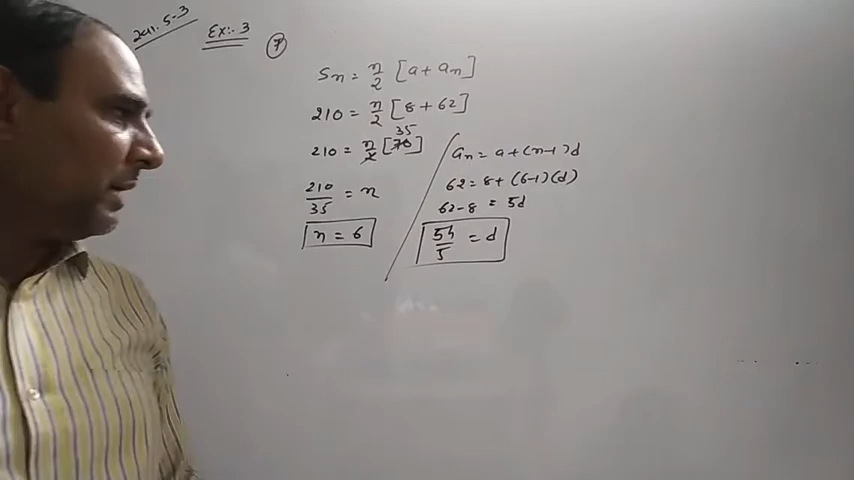 Ex:- 3 (7)
Sn = n/2 [a + an]
210 = n/2 [8 + 62]
210 = n/2 [70] 35
210/35 = n
n = 6
an = a + (n-1)d
62 = 8 + (6-1)(d)
62-8 = 5d
54/5 = d